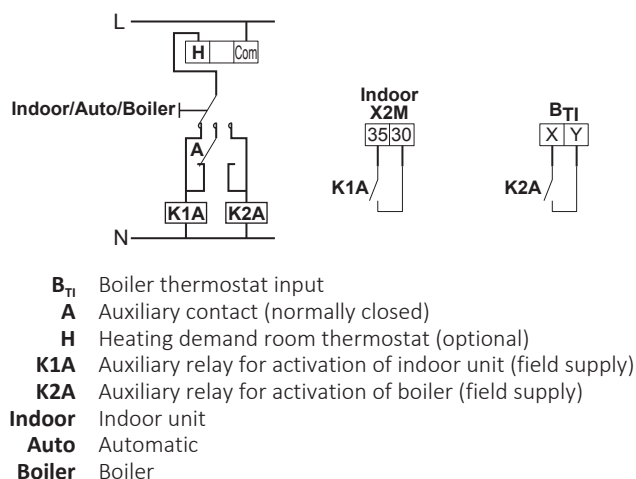 L
H Com
Indoor/Auto/Boiler
A
K1A K2A
N
Indoor
X2M
35 30
K1A
BTI
X Y
K2A
BTI Boiler thermostat input
A Auxiliary contact (normally closed)
H Heating demand room thermostat (optional)
K1A Auxiliary relay for activation of indoor unit (field supply)
K2A Auxiliary relay for activation of boiler (field supply)
Indoor Indoor unit
Auto Automatic
Boiler Boiler